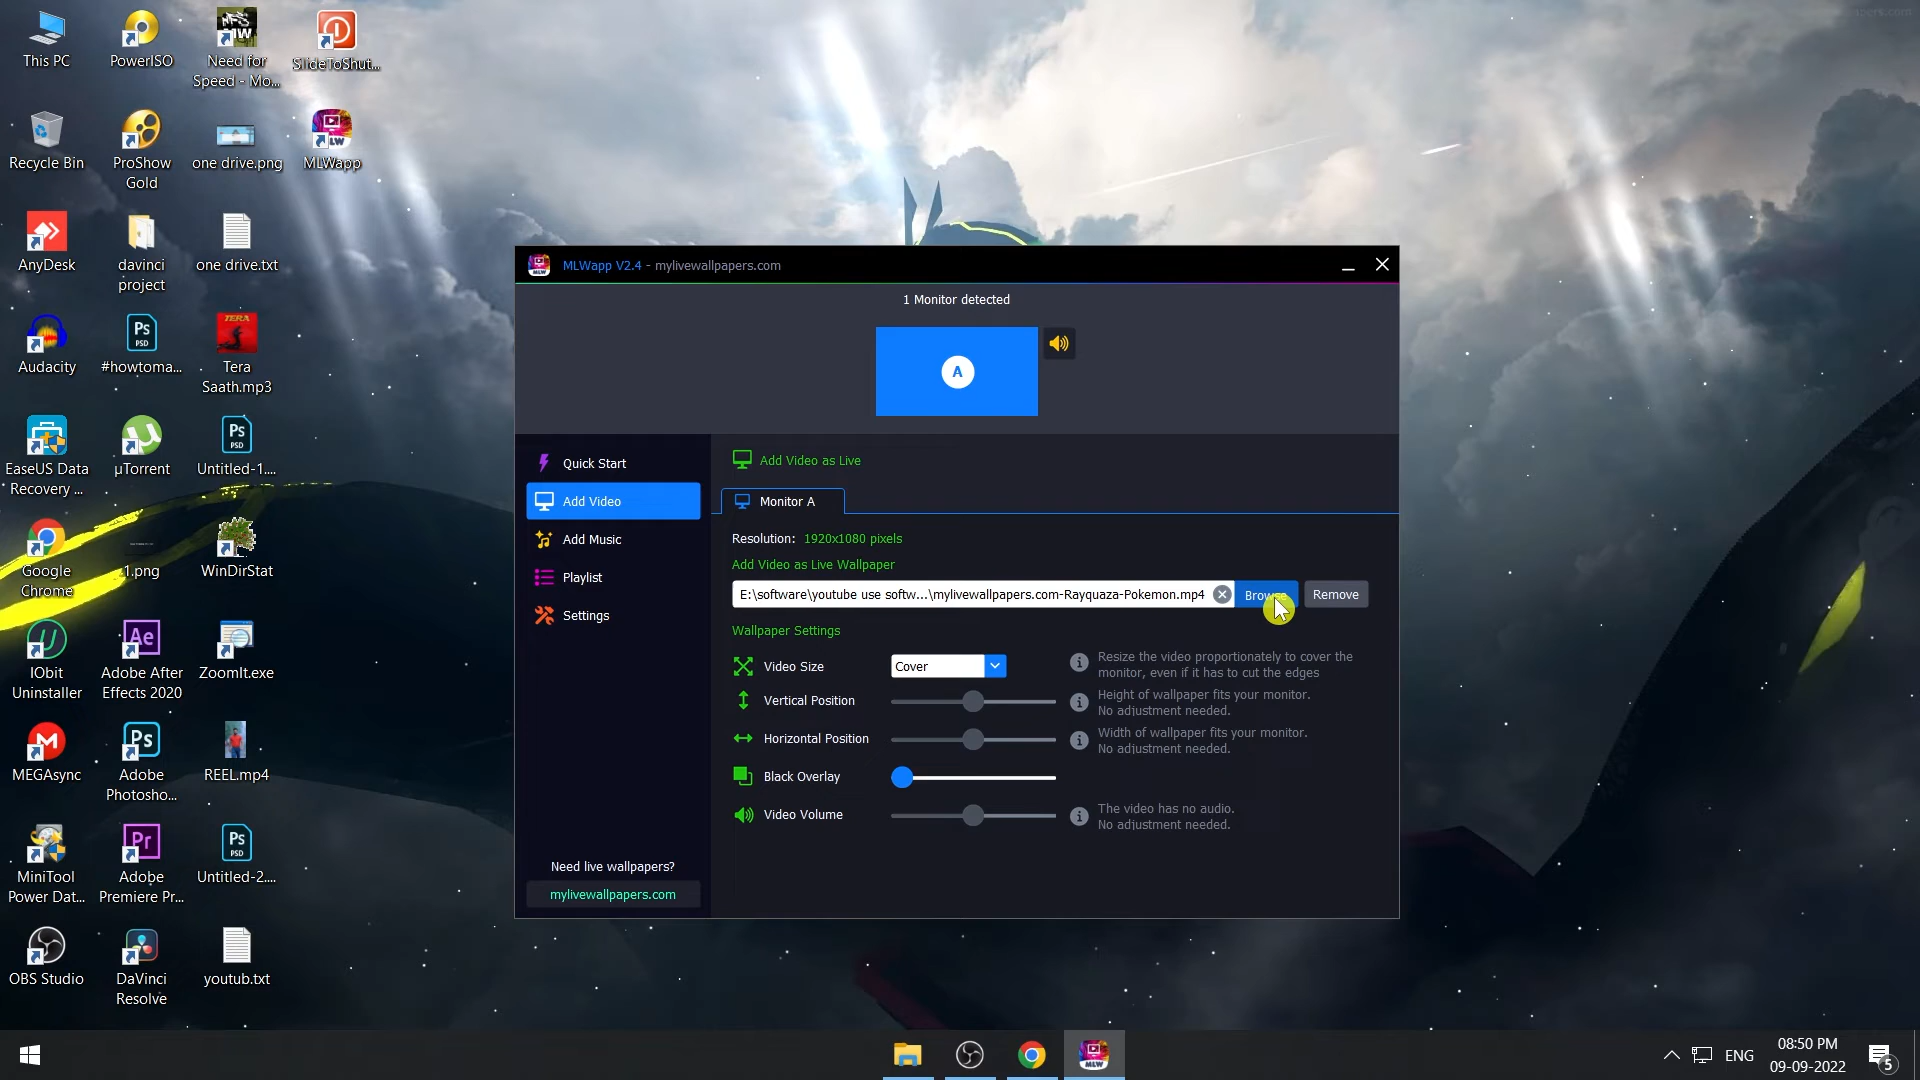 This PC
PowerISO
Need for
Speed - Mo...
SlideToShut...
Recycle Bin
ProShow
Gold
one drive.png
MLWapp
AnyDesk
davinci
project
one drive.txt
Audacity
#howtoma...
Tera
Saath.mp3
EaseUS Data
Recovery ...
µTorrent
Untitled-1....
Google
Chrome
1.png
WinDirStat
IObit
Uninstaller
Adobe After
Effects 2020
ZoomIt.exe
MEGAsync
Adobe
Photosho...
REEL.mp4
MiniTool
Power Dat...
Adobe
Premiere Pr...
Untitled-2....
OBS Studio
DaVinci
Resolve
youtub.txt
MLWapp V2.4 - mylivewallpapers.com
1 Monitor detected
A
Quick Start
Add Video
Add Music
Playlist
Settings
Need live wallpapers?
mylivewallpapers.com
Add Video as Live
Monitor A
Resolution: 1920x1080 pixels
Add Video as Live Wallpaper
E:\software\youtube use softw...\mylivewallpapers.com-Rayquaza-Pokemon.mp4
Browse
Remove
Wallpaper Settings
Video Size
Cover
Resize the video proportionately to cover the
monitor, even if it has to cut the edges
Vertical Position
Height of wallpaper fits your monitor.
No adjustment needed.
Horizontal Position
Width of wallpaper fits your monitor.
No adjustment needed.
Black Overlay
Video Volume
The video has no audio.
No adjustment needed.
ENG
08:50 PM
09-09-2022
5